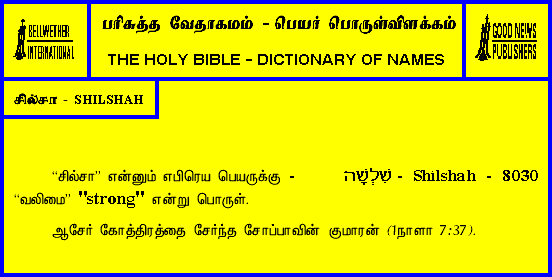 BELLWETHER
INTERNATIONAL
பரிசுத்த வேதாகமம் - பெயர் பொருள்விளக்கம்
THE HOLY BIBLE - DICTIONARY OF NAMES
GOOD NEWS
PUBLISHERS
சில்சா - SHILSHAH
“சில்சா” என்னும் எபிரெய பெயருக்கு - שִׁלְשָׁה - Shilshah - 8030
“வலிமை” "strong" என்று பொருள்.
ஆசேர் கோத்திரத்தை சேர்ந்த சோப்பாவின் குமாரன் (1நாளா 7:37).